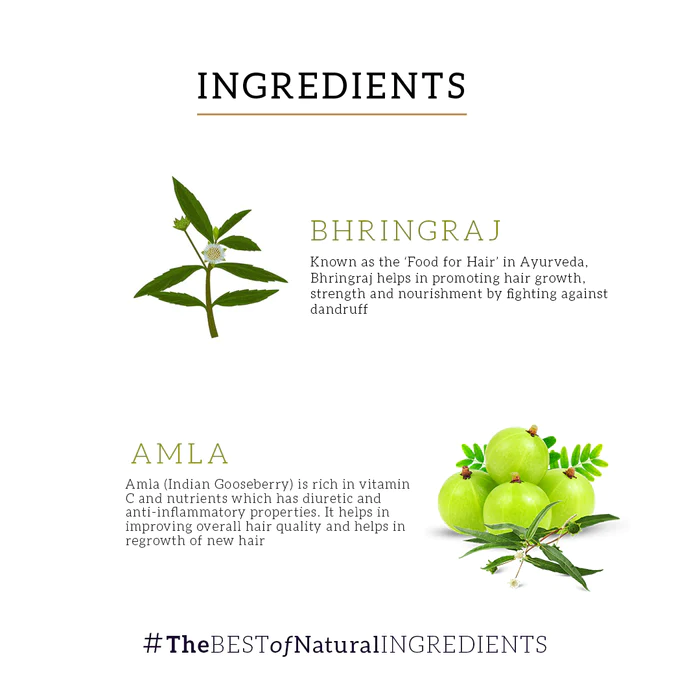 INGREDIENTS
BHRINGRAJ
Known as the 'Food for Hair' in Ayurveda,
Bhringraj helps in promoting hair growth,
strength and nourishment by fighting against
dandruff
AMLA
Amla (Indian Gooseberry) is rich in vitamin
C and nutrients which has diuretic and
anti-inflammatory properties. It helps in
improving overall hair quality and helps in
regrowth of new hair
#TheBESTofNaturalINGREDIENTS